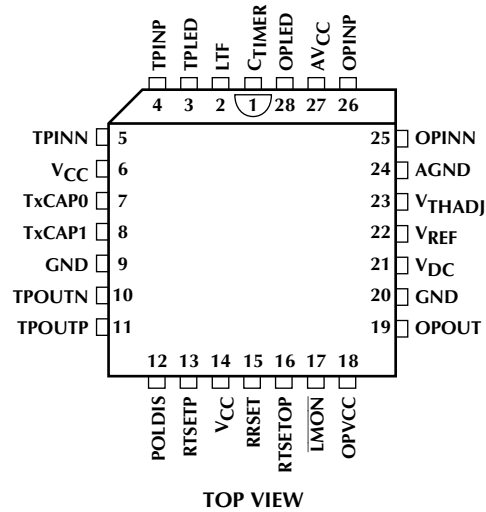 TPINP
TPLED
LTF
CTIMER
OPLED
AVCC
OPINP
4 3 2 1 28 27 26
TPINN 5
VCC 6
TxCAP0 7
TxCAP1 8
GND 9
TPOUTN 10
TPOUTP 11
25 OPINN
24 AGND
23 VTHADJ
22 VREF
21 VDC
20 GND
19 OPOUT
12 13 14 15 16 17 18
POLDIS
RTSETP
VCC
RRSET
RTSETOP
LMON
OPVCC
TOP VIEW